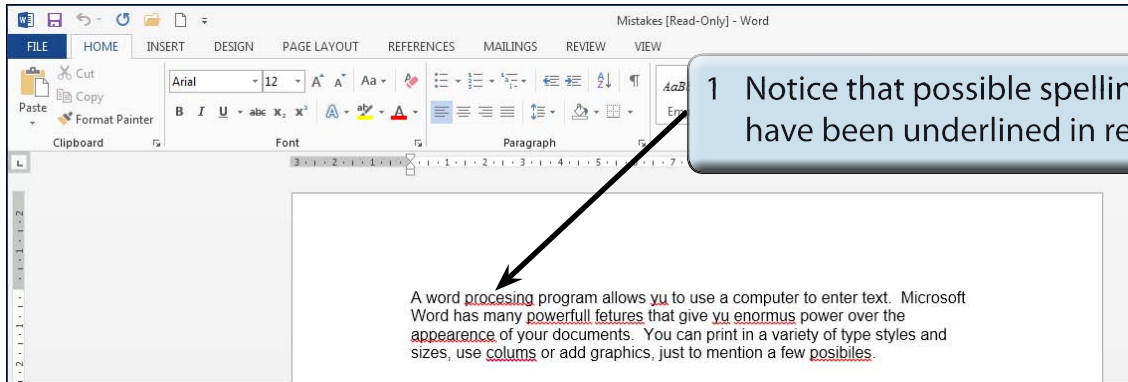 Mistakes [Read-Only] - Word
FILE HOME INSERT DESIGN PAGE LAYOUT REFERENCES MAILINGS REVIEW VIEW
Cut
Copy
Paste
Format Painter
Arial 12
Clipboard Font Paragraph
1 Notice that possible
have been underlined in
A word procesing program allows yu to use a computer to enter text. Microsoft
Word has many powerfull fetures that give yu enormus power over the
appearence of your documents. You can print in a variety of type styles and
sizes, use colums or add graphics, just to mention a few posibiles.